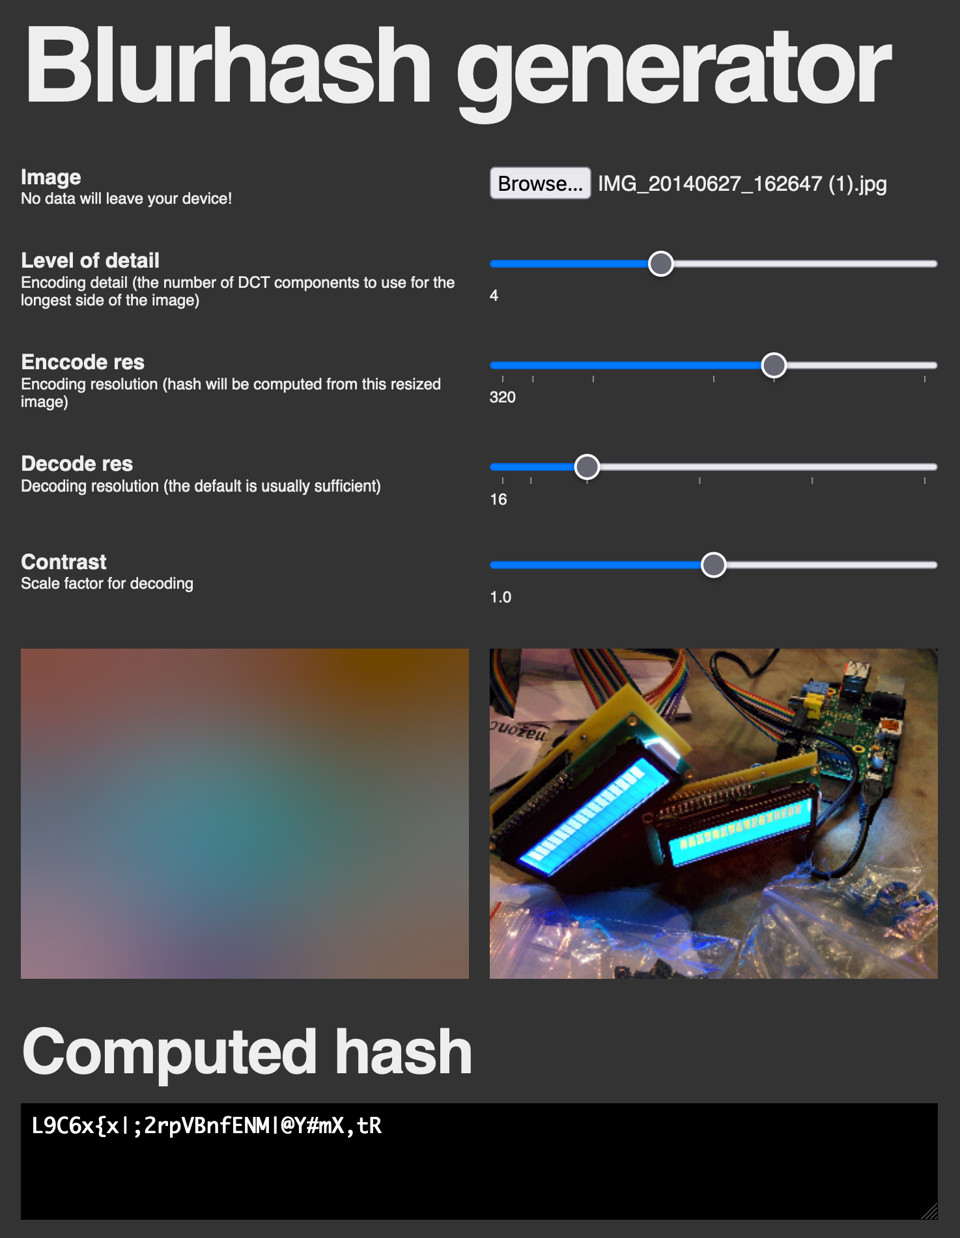 Blurhash generator
Image
No data will leave your device!
Browse... IMG_20140627_162647 (1).jpg
Level of detail
Encoding detail (the number of DCT components to use for the
longest side of the image)
4
Enccode res
Encoding resolution (hash will be computed from this resized
image)
320
Decode res
Decoding resolution (the default is usually sufficient)
16
Contrast
Scale factor for decoding
1.0
mazonc
Computed hash
L9C6x{x|;2rpVBnfENM|@Y#mX,tR